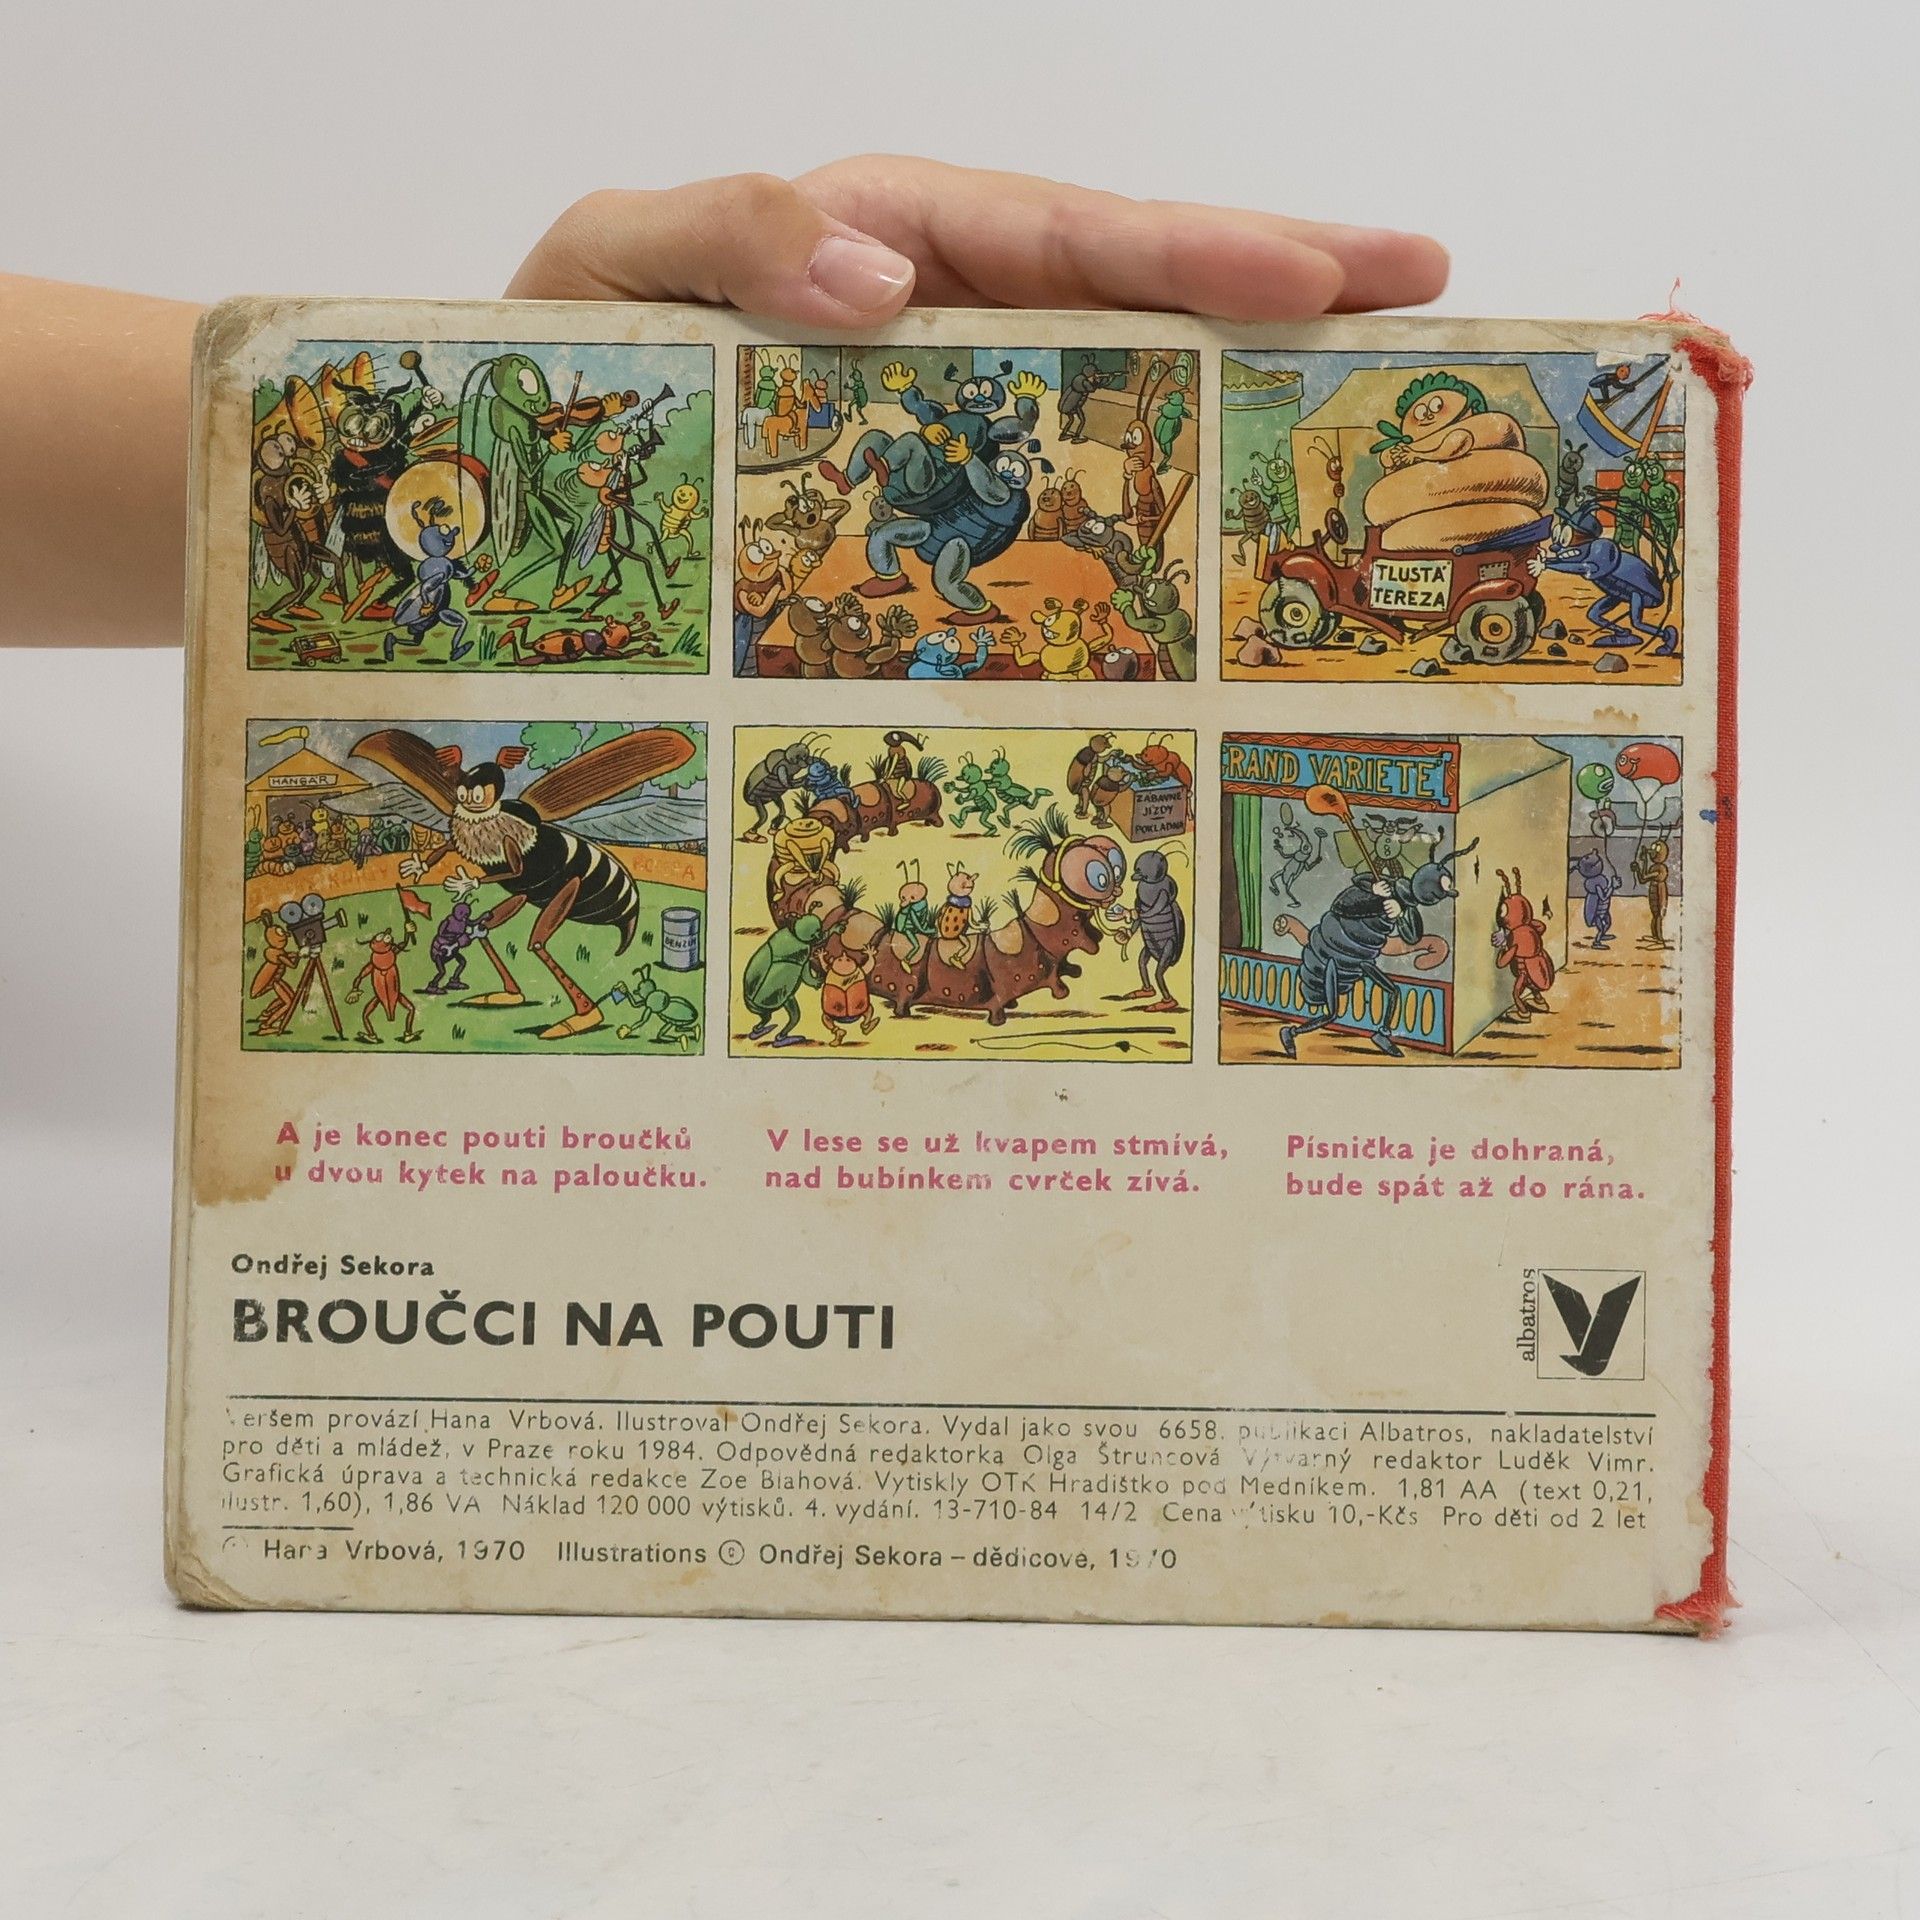 TLUSTÁ
TEREZA
HANGÁR
BENZIN
ZÁBAVNÉ
JÍZDY
POKLADNA
GRAND VARIETÉ
A je konec pouti broučků
u dvou kytek na paloučku.
V lese se už kvapem stmívá,
nad bubínkem cvrček zívá.
Písnička je dohraná,
bude spát až do rána.
Ondřej Sekora
BROUČCI NA POUTI
albatros
Veršem provází Hana Vrbová. Ilustroval Ondřej Sekora. Vydal jako svou 6658. publikaci Albatros, nakladatelství
pro děti a mládež, v Praze roku 1984. Odpovědná redaktorka Olga Štruncová Výtvarný redaktor Luděk Vimr.
Grafická úprava a technická redakce Zoe Blahová. Vytiskly OTK Hradištko pod Medníkem. 1,81 AA (text 0,21,
ilustr. 1,60), 1,86 VA Náklad 120 000 výtisků. 4. vydání. 13-710-84 14/2 Cena výtisku 10,-Kčs Pro děti od 2 let
© Hana Vrbová, 1970 Illustrations © Ondřej Sekora – dědicové, 1970